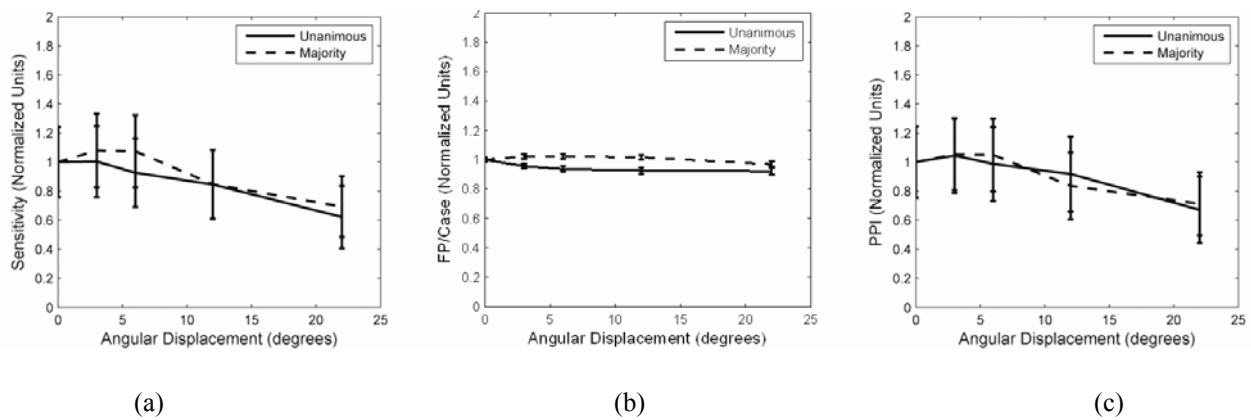 2
1.8
1.6
1.4
1.2
1
0.8
0.6
0.4
0.2
0
0 5 10 15 20 25
Sensitivity (Normalized Units)
Angular Displacement (degrees)
Unanimous
Majority
(a)
2
1.8
1.6
1.4
1.2
1
0.8
0.6
0.4
0.2
0
0 5 10 15 20 25
FP/Case (Normalized Units)
Angular Displacement (degrees)
Unanimous
Majority
(b)
2
1.8
1.6
1.4
1.2
1
0.8
0.6
0.4
0.2
0
0 5 10 15 20 25
PPI (Normalized Units)
Angular Displacement (degrees)
Unanimous
Majority
(c)